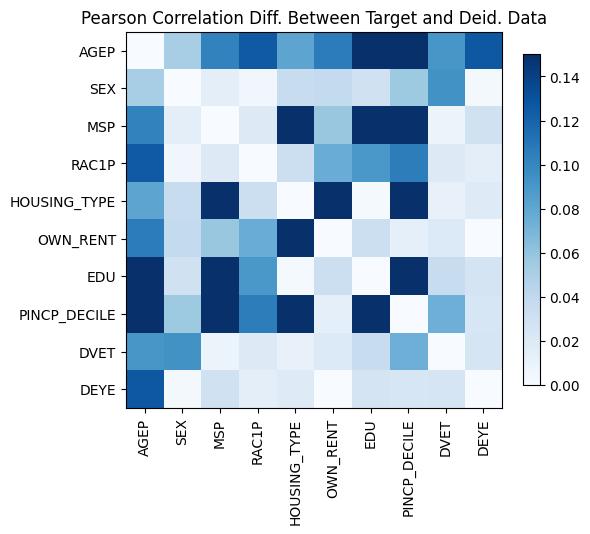 Pearson Correlation Diff. Between Target and Deid. Data
AGEP
SEX
MSP
RAC1P
HOUSING_TYPE
OWN_RENT
EDU
PINCP_DECILE
DVET
DEYE
0.14
0.12
0.10
0.08
0.06
0.04
0.02
0.00
AGEP
SEX
MSP
RAC1P
HOUSING_TYPE
OWN_RENT
EDU
PINCP_DECILE
DVET
DEYE